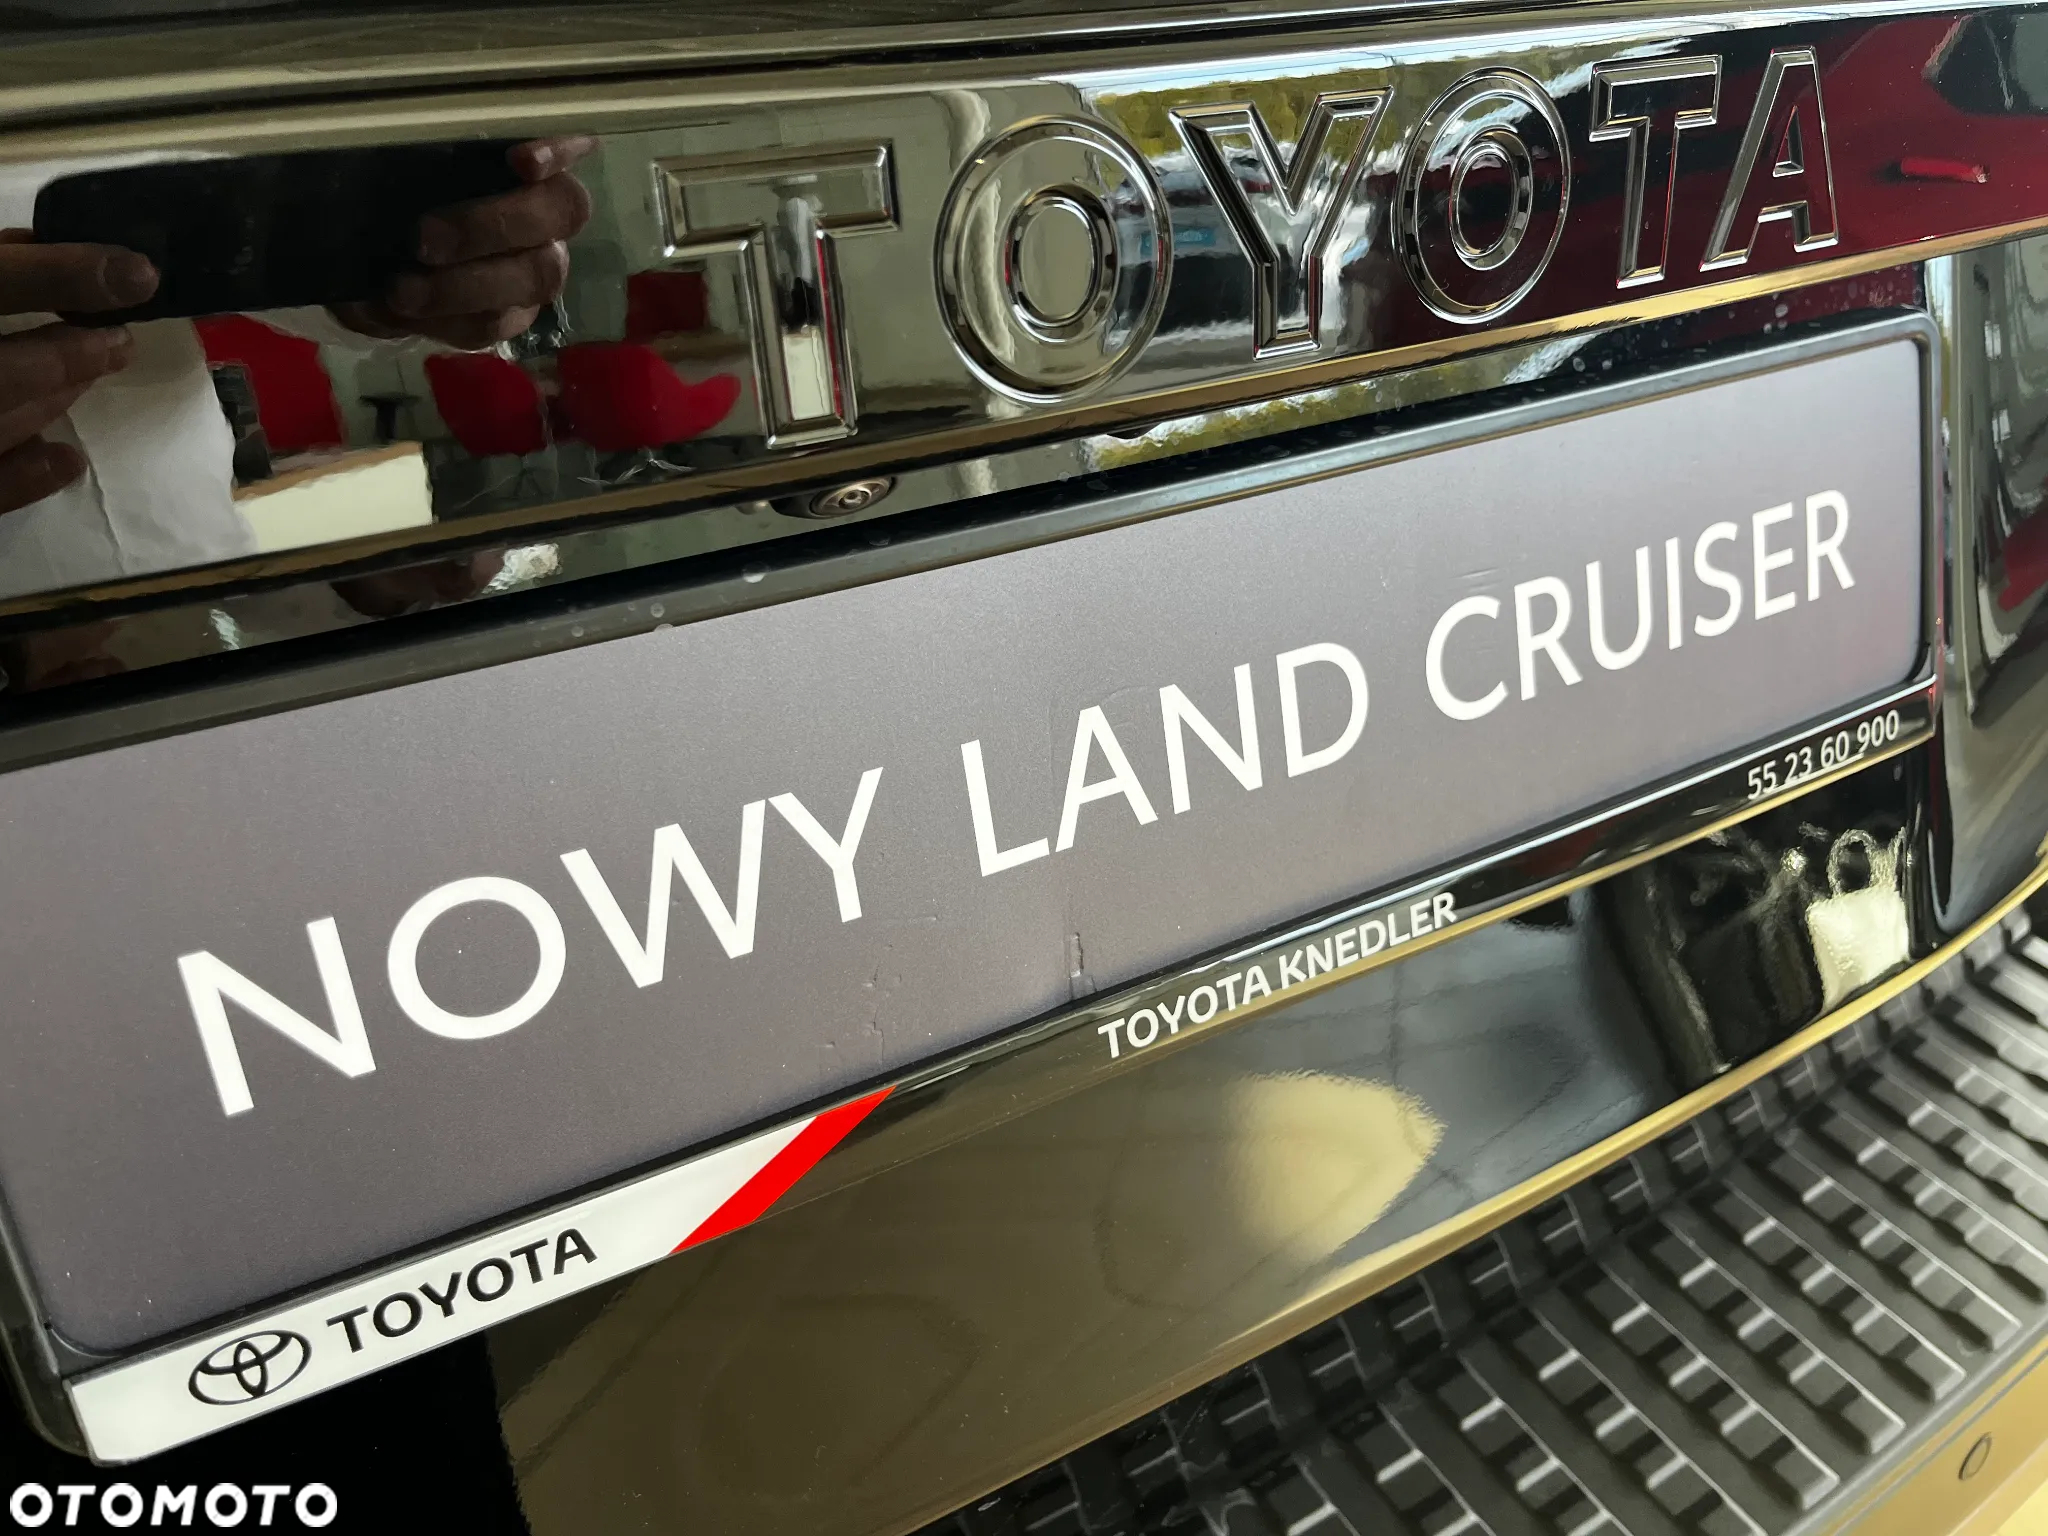 TOYOTA
NOWY LAND CRUISER
55 23 60 900
TOYOTA KNEDLER
TOYOTA
OTOMOTO